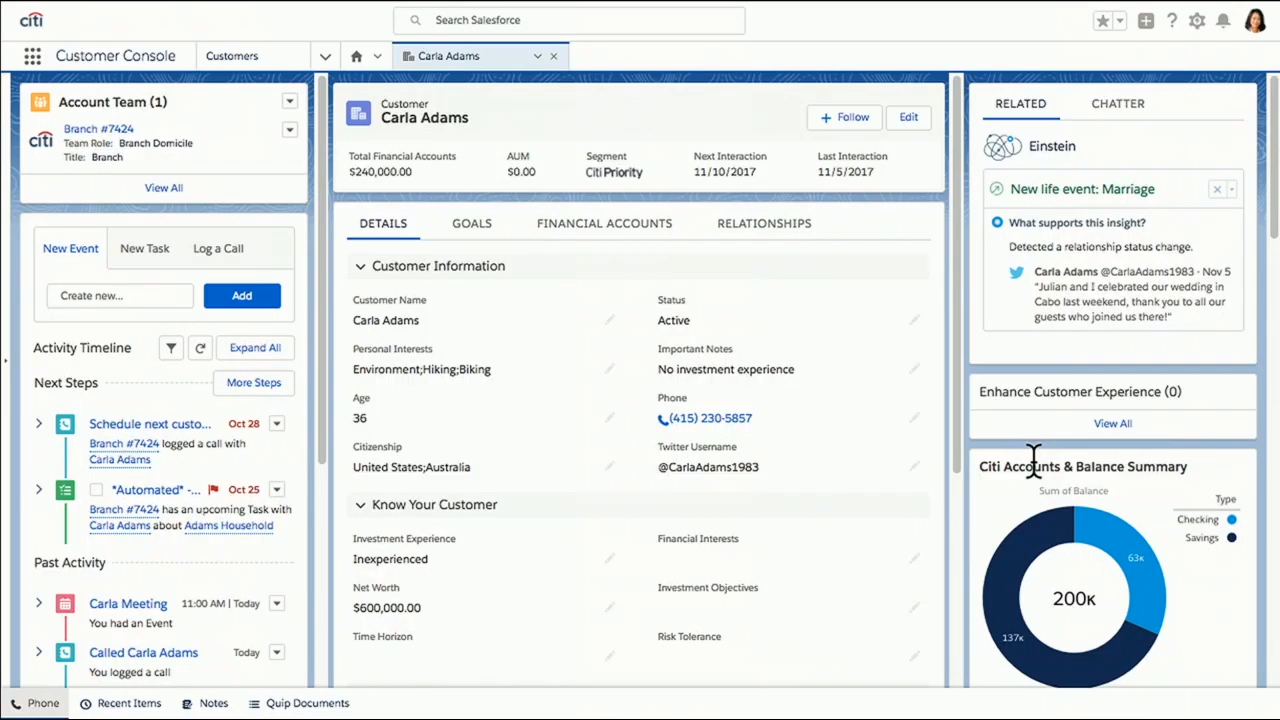 citi
Search Salesforce
Customer Console
Customers
Carla Adams
Account Team (1)
citi
Branch #7424
Team Role: Branch Domicile
Title: Branch
View All
New Event
New Task
Log a Call
Create new...
Add
Activity Timeline
Expand All
Next Steps
More Steps
Schedule next custo...
Oct 28
Branch #7424 logged a call with
Carla Adams
*Automated* -...
Oct 25
Branch #7424 has an upcoming Task with
Carla Adams about Adams Household
Past Activity
Carla Meeting
11:00 AM | Today
You had an Event
Called Carla Adams
Today
You logged a call
Customer
Carla Adams
+ Follow
Edit
Total Financial Accounts
$240,000.00
AUM
$0.00
Segment
Citi Priority
Next Interaction
11/10/2017
Last Interaction
11/5/2017
DETAILS
GOALS
FINANCIAL ACCOUNTS
RELATIONSHIPS
Customer Information
Customer Name
Carla Adams
Status
Active
Personal Interests
Environment;Hiking;Biking
Important Notes
No investment experience
Age
36
Phone
(415) 230-5857
Citizenship
United States;Australia
Twitter Username
@CarlaAdams1983
Know Your Customer
Investment Experience
Inexperienced
Financial Interests
Net Worth
$600,000.00
Investment Objectives
Time Horizon
Risk Tolerance
RELATED
CHATTER
Einstein
New life event: Marriage
What supports this insight?
Detected a relationship status change.
Carla Adams @CarlaAdams1983 - Nov 5
"Julian and I celebrated our wedding in
Cabo last weekend, thank you to all our
guests who joined us there!"
Enhance Customer Experience (0)
View All
Citi Accounts & Balance Summary
Sum of Balance
Type
Checking
Savings
63K
200K
137K
Phone
Recent Items
Notes
Quip Documents